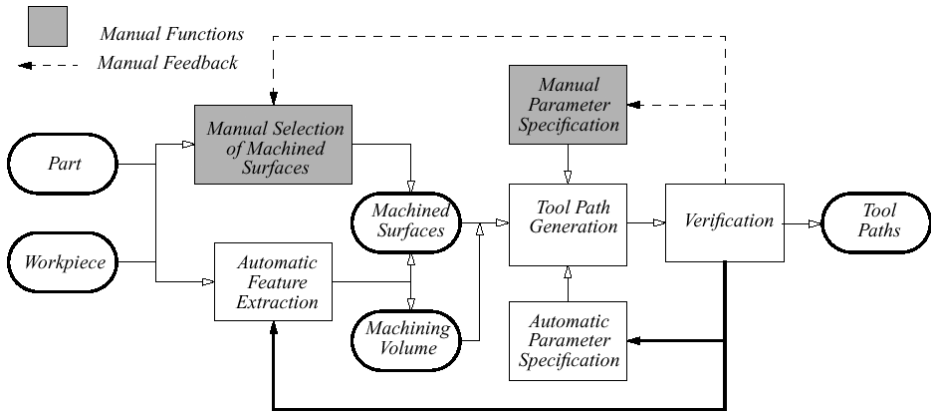 Manual Functions
Manual Feedback
Manual Selection
of Machined
Surfaces
Manual
Parameter
Specification
Part
Workpiece
Machined
Surfaces
Tool Path
Generation
Verification
Tool
Paths
Automatic
Feature
Extraction
Machining
Volume
Automatic
Parameter
Specification